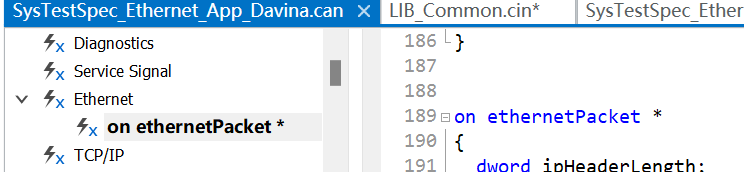 SysTestSpec_Ethernet_App_Davina.can
LIB_Common.cin*
SysTestSpec_Ether
Diagnostics
Service Signal
Ethernet
on ethernetPacket *
TCP/IP
186 }
187
188
189 on ethernetPacket *
190 {
191 dword ipHeaderLength;